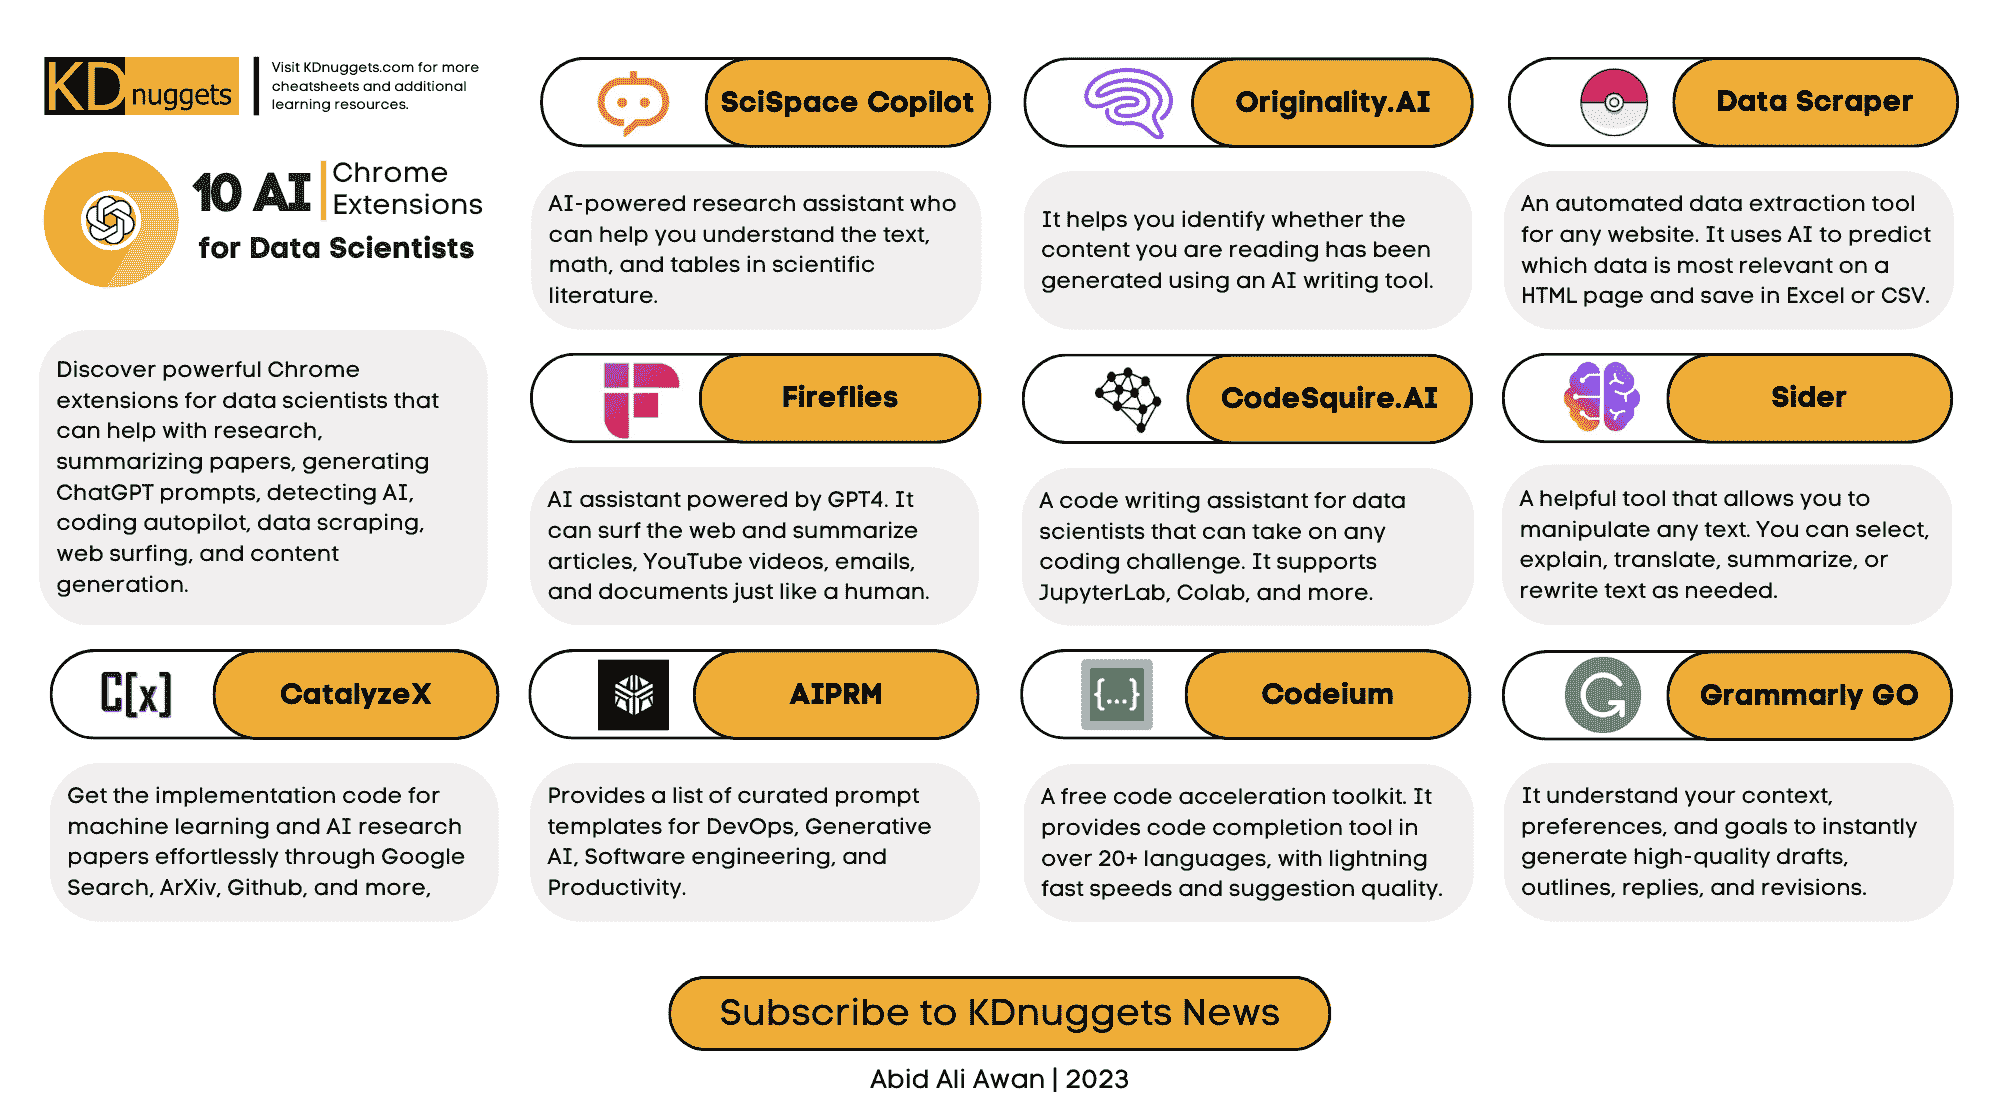 KDnuggets
Visit KDnuggets.com for more
cheatsheets and additional
learning resources.
10 AI
Chrome
Extensions
for Data Scientists
Discover powerful Chrome
extensions for data scientists that
can help with research,
summarizing papers, generating
ChatGPT prompts, detecting AI,
coding autopilot, data scraping,
web surfing, and content
generation.
SciSpace Copilot
AI-powered research assistant who
can help you understand the text,
math, and tables in scientific
literature.
Originality.AI
It helps you identify whether the
content you are reading has been
generated using an AI writing tool.
Data Scraper
An automated data extraction tool
for any website. It uses AI to predict
which data is most relevant on a
HTML page and save in Excel or CSV.
Fireflies
AI assistant powered by GPT4. It
can surf the web and summarize
articles, YouTube videos, emails,
and documents just like a human.
CodeSquire.AI
A code writing assistant for data
scientists that can take on any
coding challenge. It supports
JupyterLab, Colab, and more.
Sider
A helpful tool that allows you to
manipulate any text. You can select,
explain, translate, summarize, or
rewrite text as needed.
C[x]
CatalyzeX
Get the implementation code for
machine learning and AI research
papers effortlessly through Google
Search, ArXiv, Github, and more,
AIPRM
Provides a list of curated prompt
templates for DevOps, Generative
AI, Software engineering, and
Productivity.
{...}
Codeium
A free code acceleration toolkit. It
provides code completion tool in
over 20+ languages, with lightning
fast speeds and suggestion quality.
Grammarly GO
It understand your context,
preferences, and goals to instantly
generate high-quality drafts,
outlines, replies, and revisions.
Subscribe to KDnuggets News
Abid Ali Awan | 2023